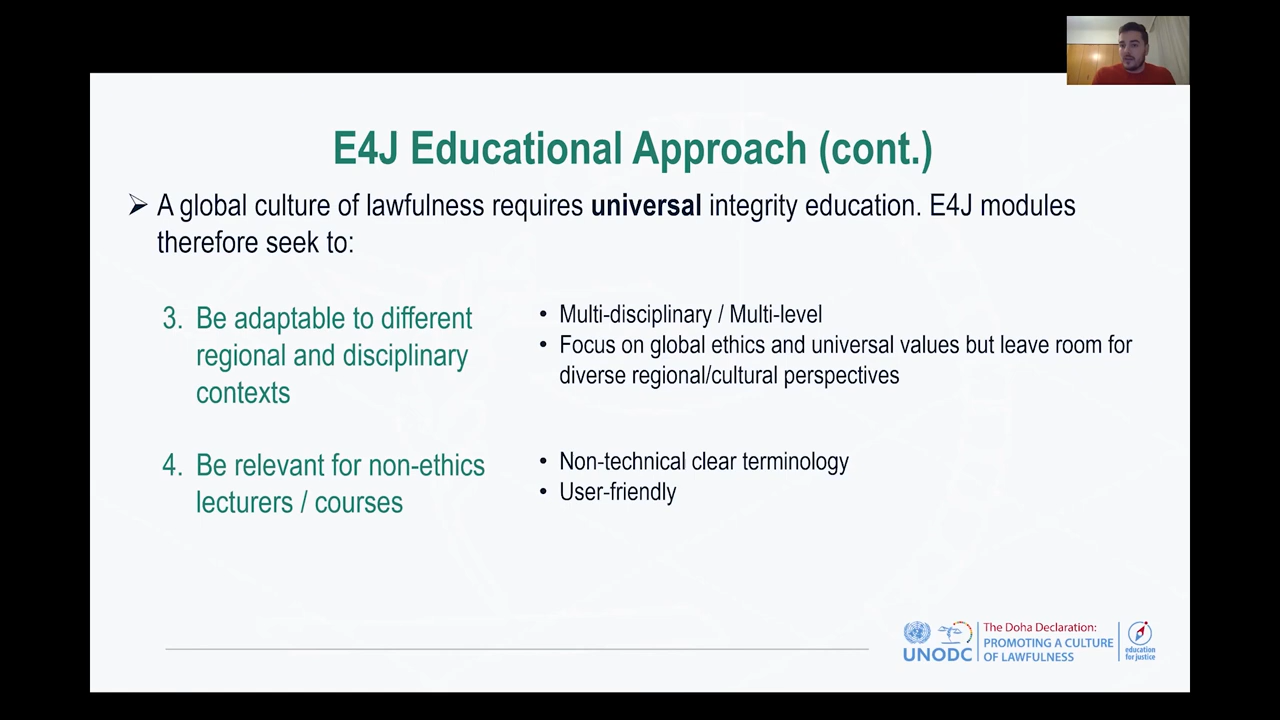 E4J Educational Approach (cont.)
➢ A global culture of lawfulness requires universal integrity education. E4J modules
therefore seek to:
3. Be adaptable to different
regional and disciplinary
contexts
• Multi-disciplinary / Multi-level
• Focus on global ethics and universal values but leave room for
diverse regional/cultural perspectives
4. Be relevant for non-ethics
lecturers / courses
• Non-technical clear terminology
• User-friendly
UNODC
The Doha Declaration:
PROMOTING A CULTURE
OF LAWFULNESS
education
for justice